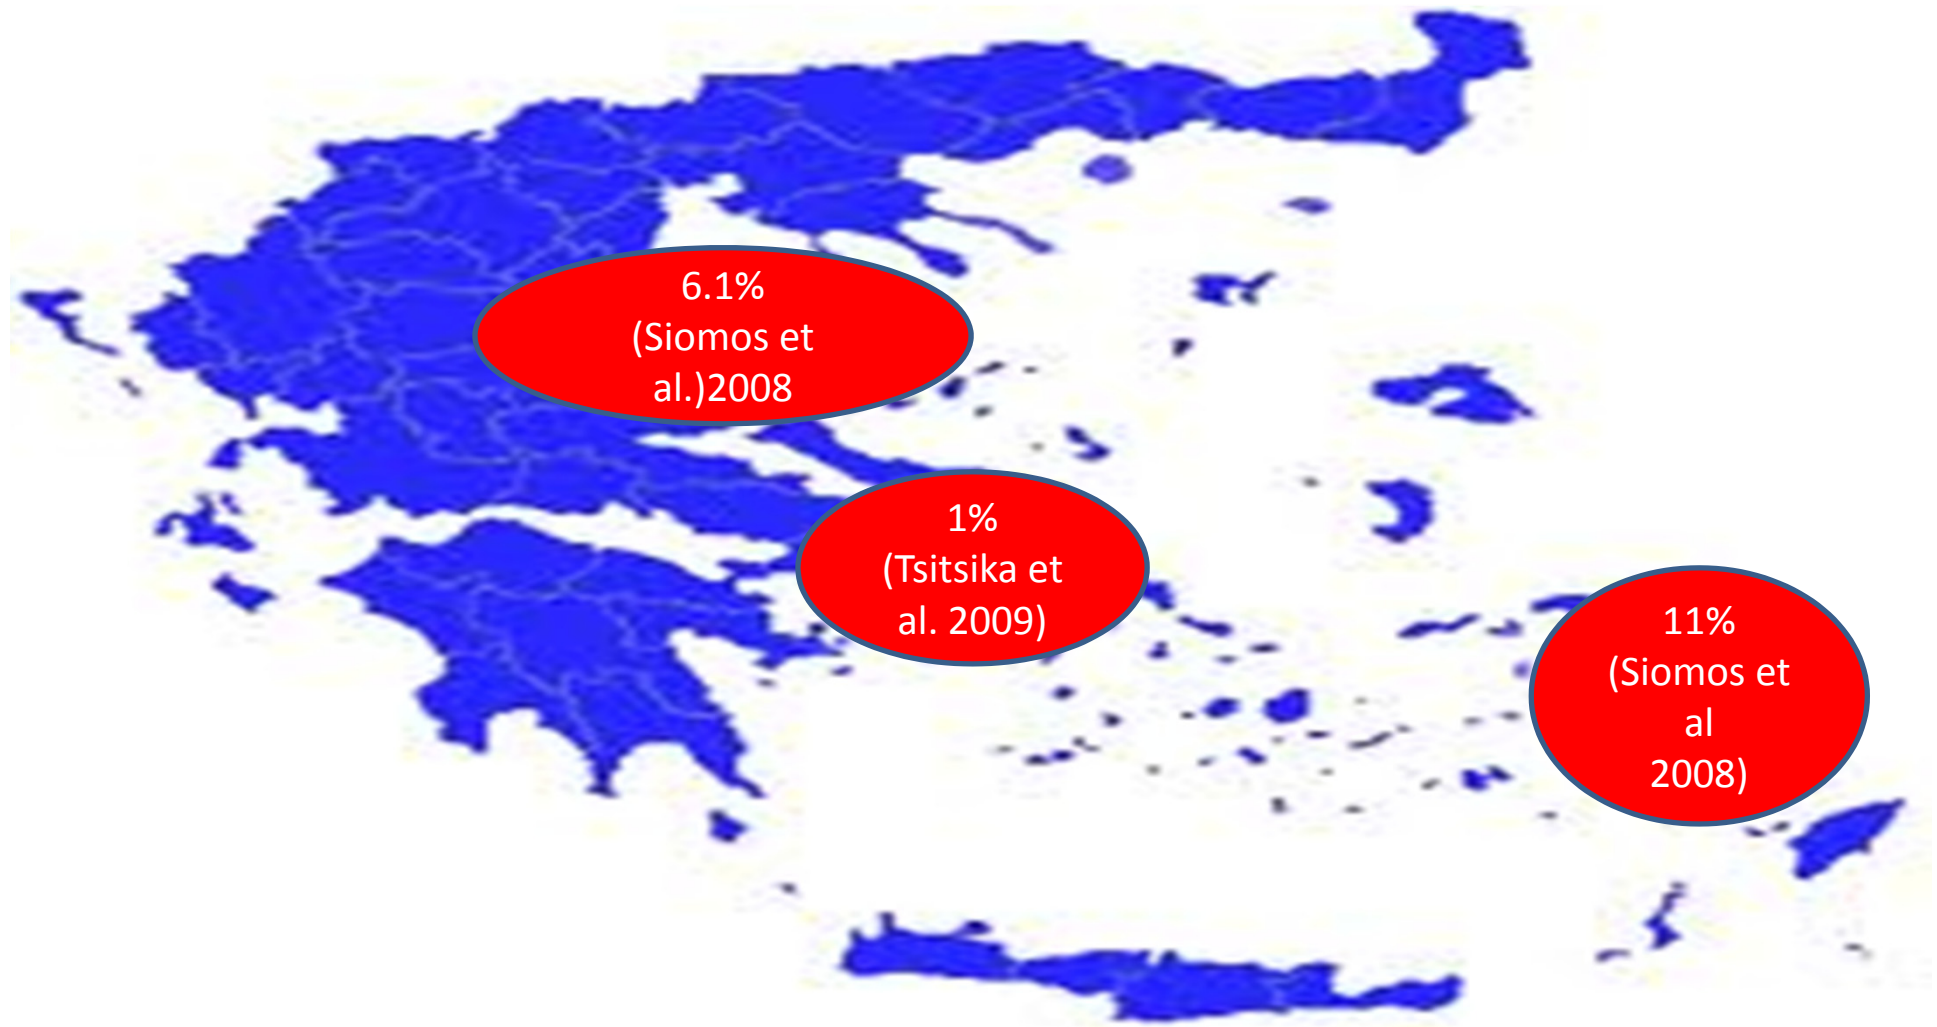 6.1%
(Siomos et
al.)2008
1%
(Tsitsika et
al. 2009)
11%
(Siomos et
al
2008)